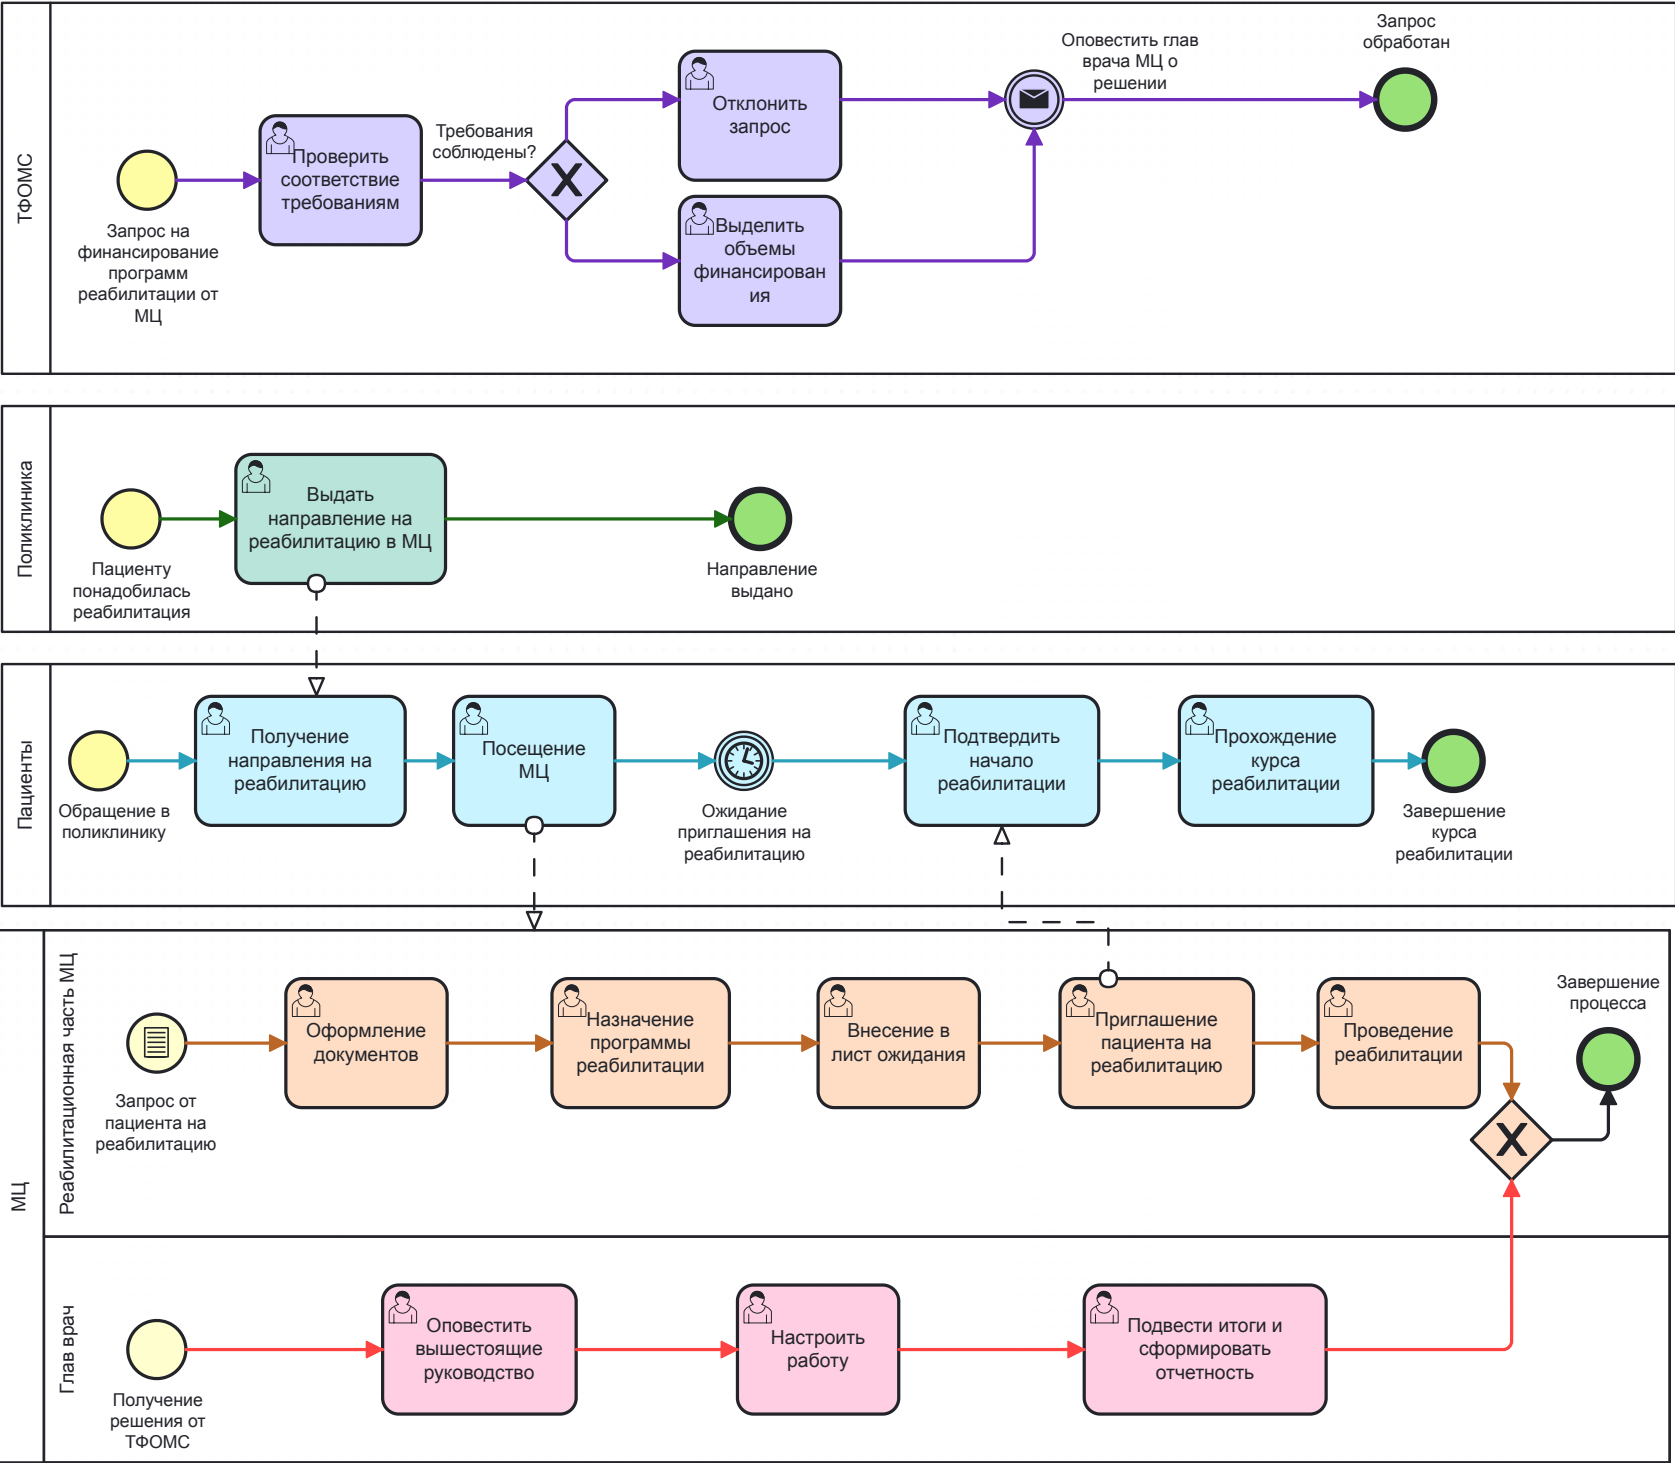 ТФОМС
Запрос на
финансирование
программ
реабилитации от
МЦ
Проверить
соответствие
требованиям
Требования
соблюдены?
Отклонить
запрос
Выделить
объемы
финансирован
ия
Оповестить глав
врача МЦ о
решении
Запрос
обработан
Поликлиника
Пациенту
понадобилась
реабилитация
Выдать
направление на
реабилитацию в МЦ
Направление
выдано
Пациенты
Обращение в
поликлинику
Получение
направления на
реабилитацию
Посещение
МЦ
Ожидание
приглашения на
реабилитацию
Подтвердить
начало
реабилитации
Прохождение
курса
реабилитации
Завершение
курса
реабилитации
МЦ
Реабилитационная часть МЦ
Запрос от
пациента на
реабилитацию
Оформление
документов
Назначение
программы
реабилитации
Внесение в
лист ожидания
Приглашение
пациента на
реабилитацию
Проведение
реабилитации
Завершение
процесса
Глав врач
Получение
решения от
ТФОМС
Оповестить
вышестоящие
руководство
Настроить
работу
Подвести итоги и
сформировать
отчетность